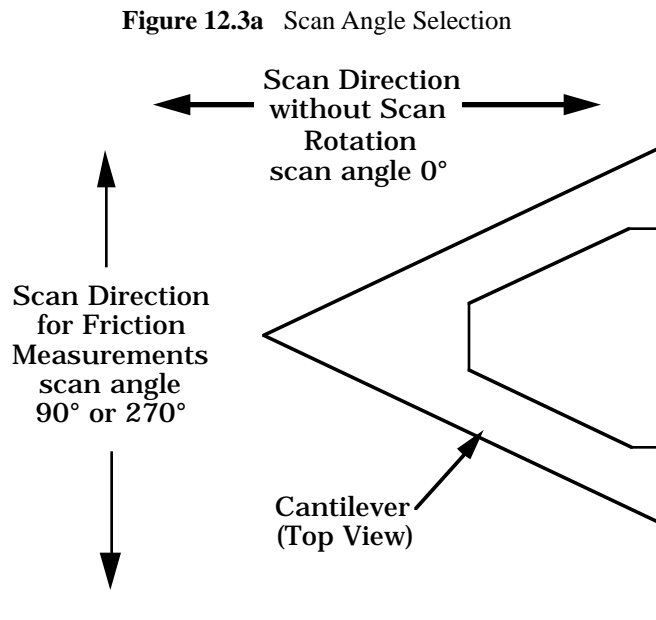 Figure 12.3a Scan Angle Selection
Scan Direction
without Scan
Rotation
scan angle 0°
Scan Direction
for Friction
Measurements
scan angle
90° or 270°
Cantilever
(Top View)